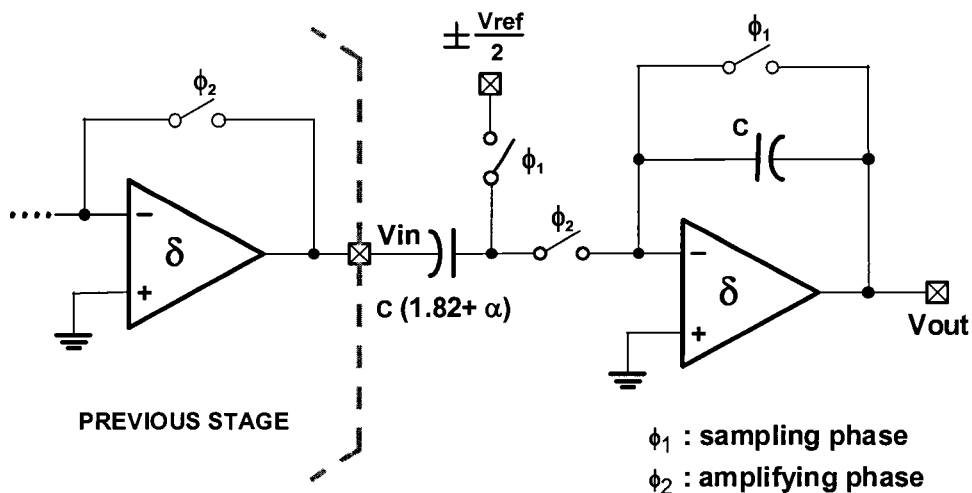 ± Vref
2
ϕ1
ϕ2
ϕ1
C
ϕ2
Vin
C (1.82+ α)
−
δ
+
−
δ
+
Vout
PREVIOUS STAGE
ϕ1 : sampling phase
ϕ2 : amplifying phase